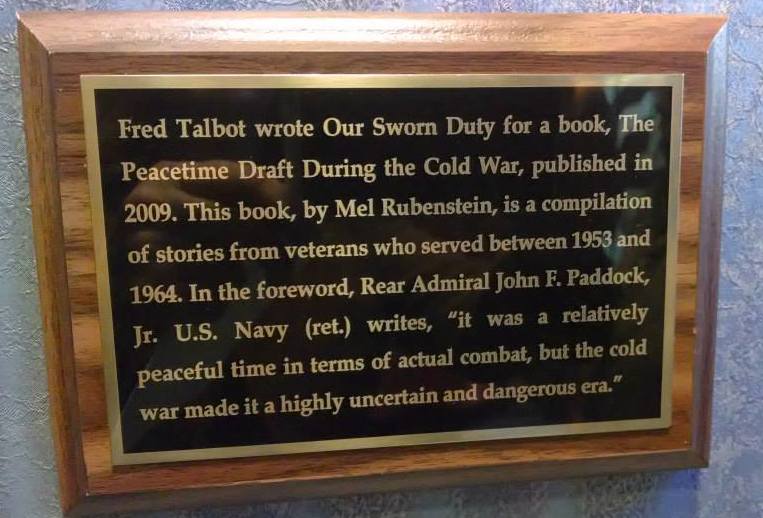 Fred Talbot wrote Our Sworn Duty for a book, The
Peacetime Draft During the Cold War, published in
2009. This book, by Mel Rubenstein, is a compilation
of stories from veterans who served between 1953 and
1964. In the foreword, Rear Admiral John F. Paddock,
Jr. U.S. Navy (ret.) writes, “it was a relatively
peaceful time in terms of actual combat, but the cold
war made it a highly uncertain and dangerous era.”